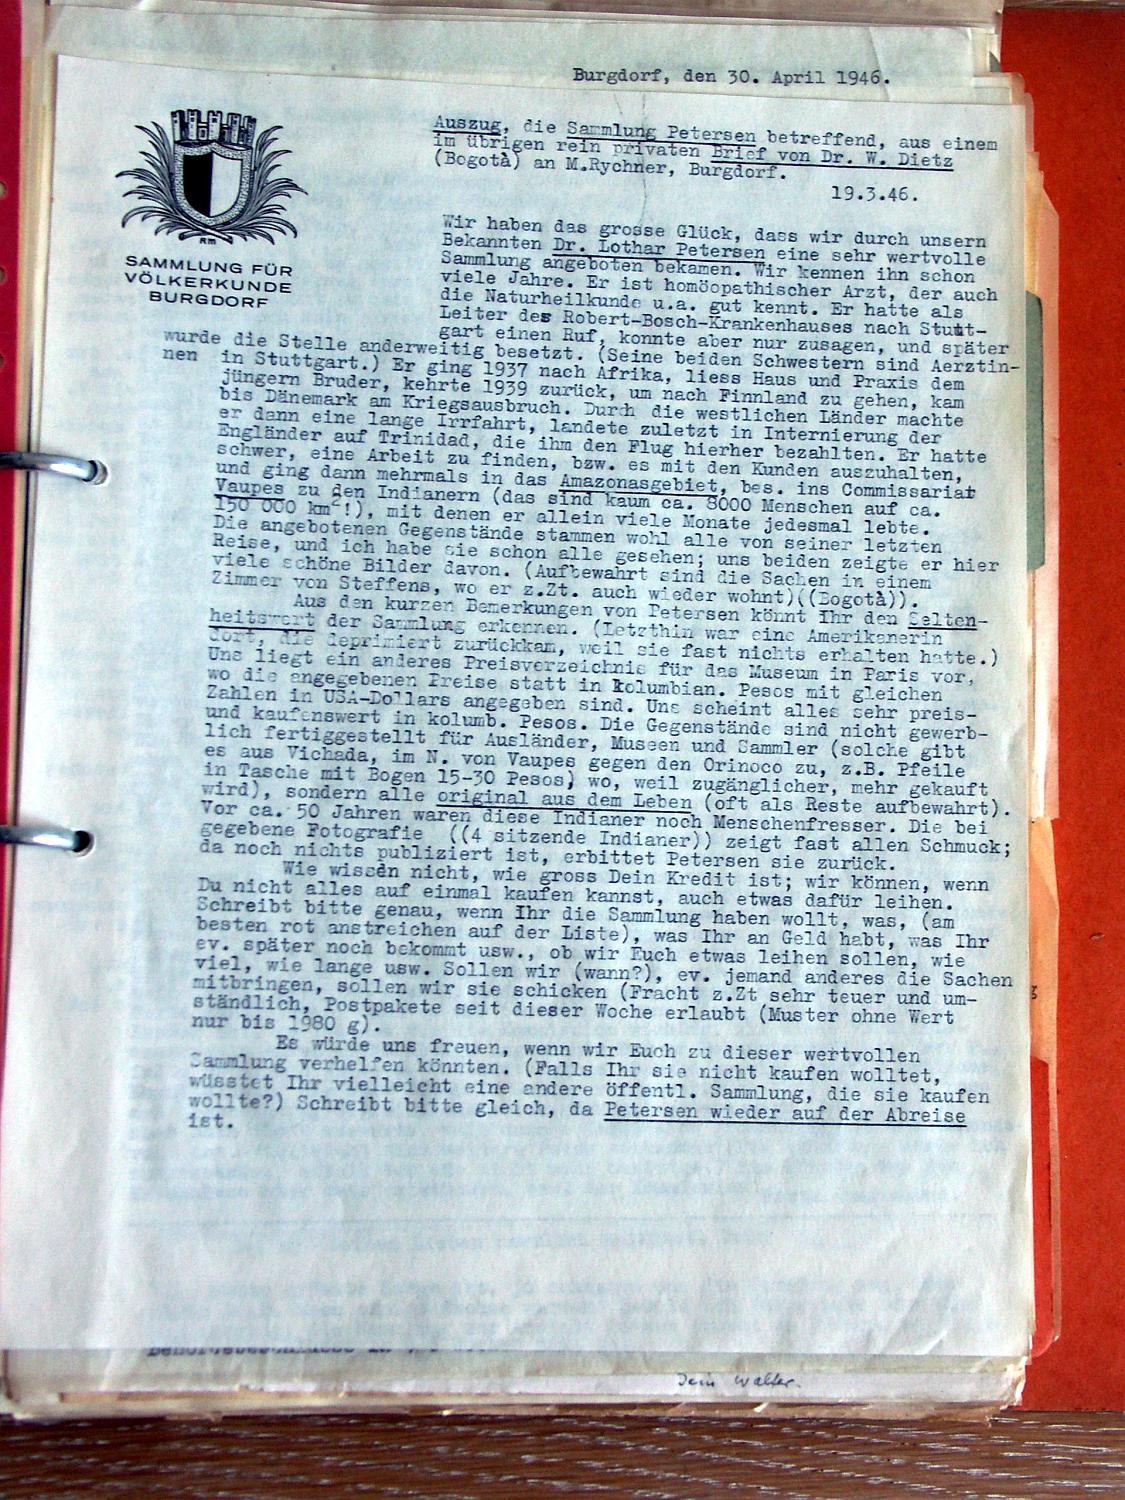 Burgdorf, den 30. April 1946.
Rm
SAMMLUNG FÜR
VÖLKERKUNDE
BURGDORF
Auszug, die Sammlung Petersen betreffend, aus einem
im übrigen rein privaten Brief von Dr. W. Dietz
(Bogotà) an M.Rychner, Burgdorf.
19.3.46.
Wir haben das grosse Glück, dass wir durch unsern
Bekannten Dr. Lothar Petersen eine sehr wertvolle
Sammlung angeboten bekamen. Wir kennen ihn schon
viele Jahre. Er ist homöopathischer Arzt, der auch
die Naturheilkunde u.a. gut kennt. Er hatte als
Leiter des Robert-Bosch-Krankenhauses nach Stutt-
gart einen Ruf, konnte aber nur zusagen, und später
wurde die Stelle anderweitig besetzt. (Seine beiden Schwestern sind Aerztin-
nen in Stuttgart.) Er ging 1937 nach Afrika, liess Haus und Praxis dem
jüngern Bruder, kehrte 1939 zurück, um nach Finnland zu gehen, kam
bis Dänemark am Kriegsausbruch. Durch die westlichen Länder machte
er dann eine lange Irrfahrt, landete zuletzt in Internierung der
Engländer auf Trinidad, die ihm den Flug hierher bezahlten. Er hatte
schwer, eine Arbeit zu finden, bzw. es mit den Kunden auszuhalten,
und ging dann mehrmals in das Amazonasgebiet, bes. ins Commissariat
Vaupes zu den Indianern (das sind kaum ca. 8000 Menschen auf ca.
150 000 km²!), mit denen er allein viele Monate jedesmal lebte.
Die angebotenen Gegenstände stammen wohl alle von seiner letzten
Reise, und ich habe sie schon alle gesehen; uns beiden zeigte er hier
viele schöne Bilder davon. (Aufbewahrt sind die Sachen in einem
Zimmer von Steffens, wo er z.Zt. auch wieder wohnt)((Bogotà)).
Aus den kurzen Bemerkungen von Petersen könnt Ihr den Selten-
heitswert der Sammlung erkennen. (Letzthin war eine Amerikanerin
dort, die deprimiert zurückkam, weil sie fast nichts erhalten hatte.)
Uns liegt ein anderes Preisverzeichnis für das Museum in Paris vor,
wo die angegebenen Preise statt in kolumbian. Pesos mit gleichen
Zahlen in USA-Dollars angegeben sind. Uns scheint alles sehr preis-
und kaufenswert in kolumb. Pesos. Die Gegenstände sind nicht gewerb-
lich fertiggestellt für Ausländer, Museen und Sammler (solche gibt
es aus Vichada, im N. von Vaupes gegen den Orinoco zu, z.B. Pfeile
in Tasche mit Bogen 15-30 Pesos) wo, weil zugänglicher, mehr gekauft
wird), sondern alle original aus dem Leben (oft als Reste aufbewahrt).
Vor ca. 50 Jahren waren diese Indianer noch Menschenfresser. Die bei
gegebene Fotografie ((4 sitzende Indianer)) zeigt fast allen Schmuck;
da noch nichts publiziert ist, erbittet Petersen sie zurück.
Wie wissen nicht, wie gross Dein Kredit ist; wir können, wenn
Du nicht alles auf einmal kaufen kannst, auch etwas dafür leihen.
Schreibt bitte genau, wenn Ihr die Sammlung haben wollt, was, (am
besten rot anstreichen auf der Liste), was Ihr an Geld habt, was Ihr
ev. später noch bekommt usw., ob wir Euch etwas leihen sollen, wie
viel, wie lange usw. Sollen wir (wann?), ev. jemand anderes die Sachen
mitbringen, sollen wir sie schicken (Fracht z.Zt sehr teuer und um-
ständlich, Postpakete seit dieser Woche erlaubt (Muster ohne Wert
nur bis 1980 g).
Es würde uns freuen, wenn wir Euch zu dieser wertvollen
Sammlung verhelfen könnten. (Falls Ihr sie nicht kaufen wolltet,
wüsstet Ihr vielleicht eine andere öffentl. Sammlung, die sie kaufen
wollte?) Schreibt bitte gleich, da Petersen wieder auf der Abreise
ist.
Dein Walter.